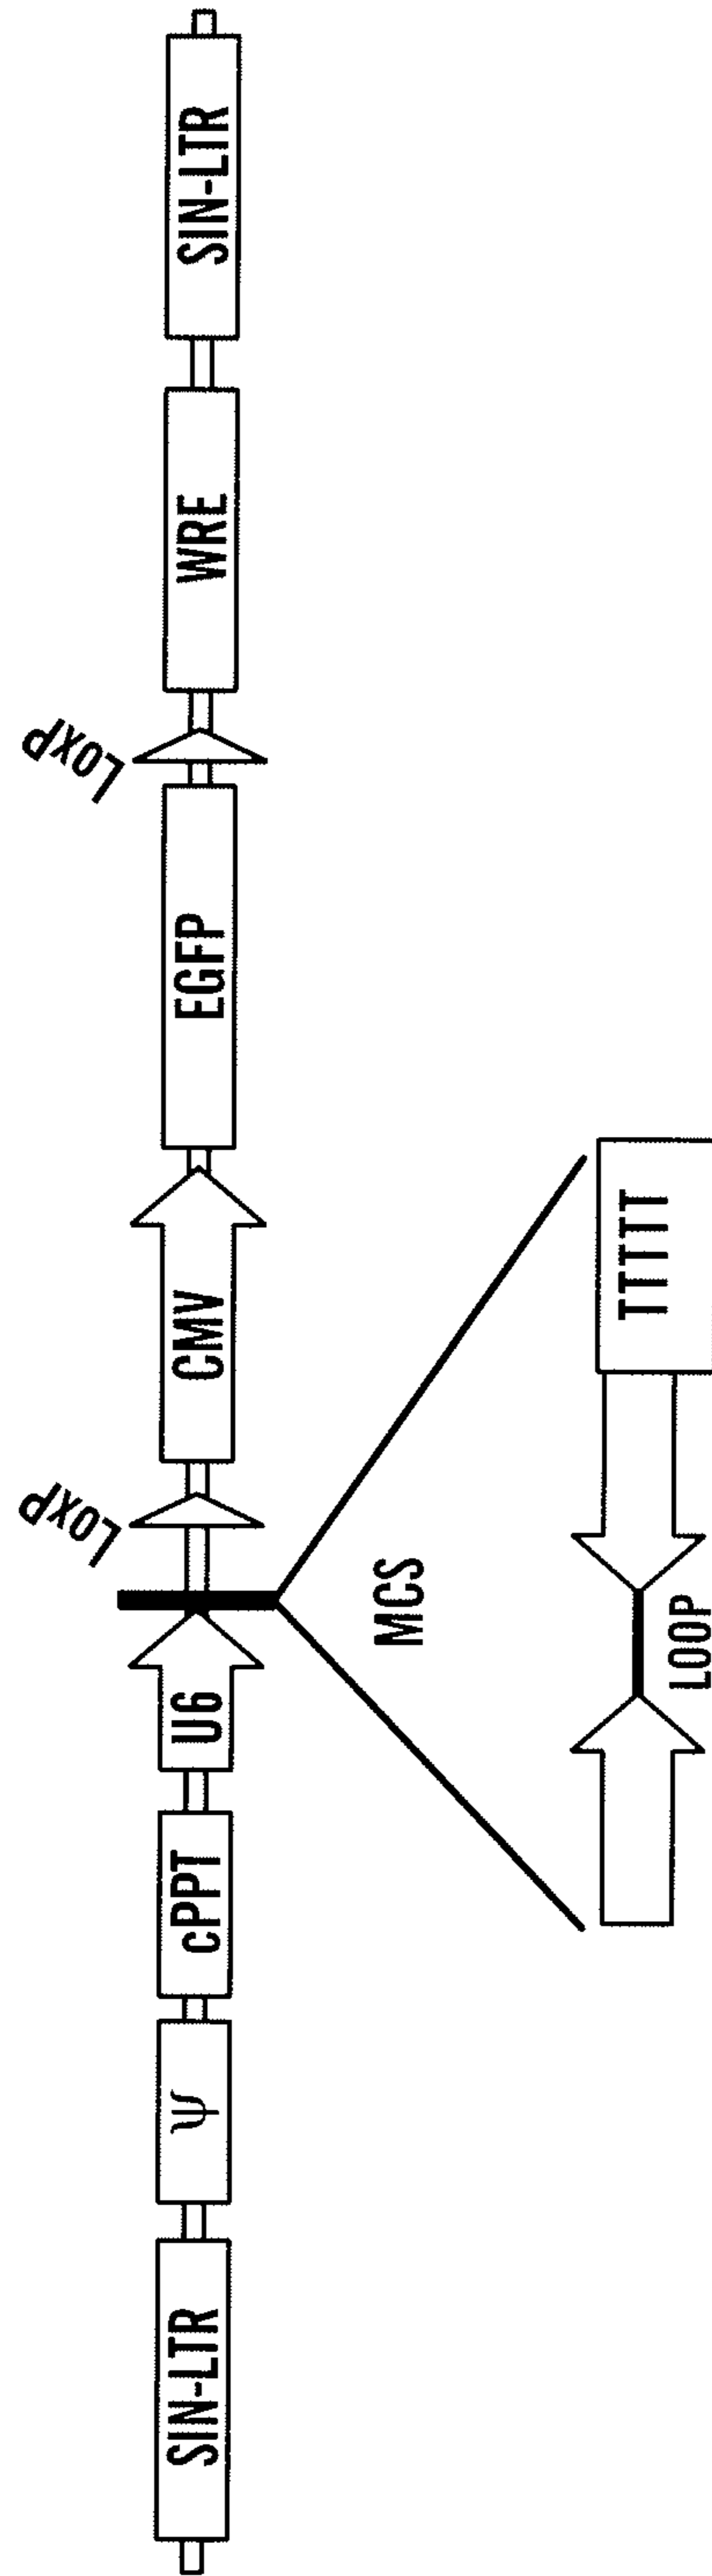 SIN-LTR
Ψ
cPPT
U6
LoxP
CMV
EGFP
LoxP
WRE
SIN-LTR
MCS
LOOP
TTTTT